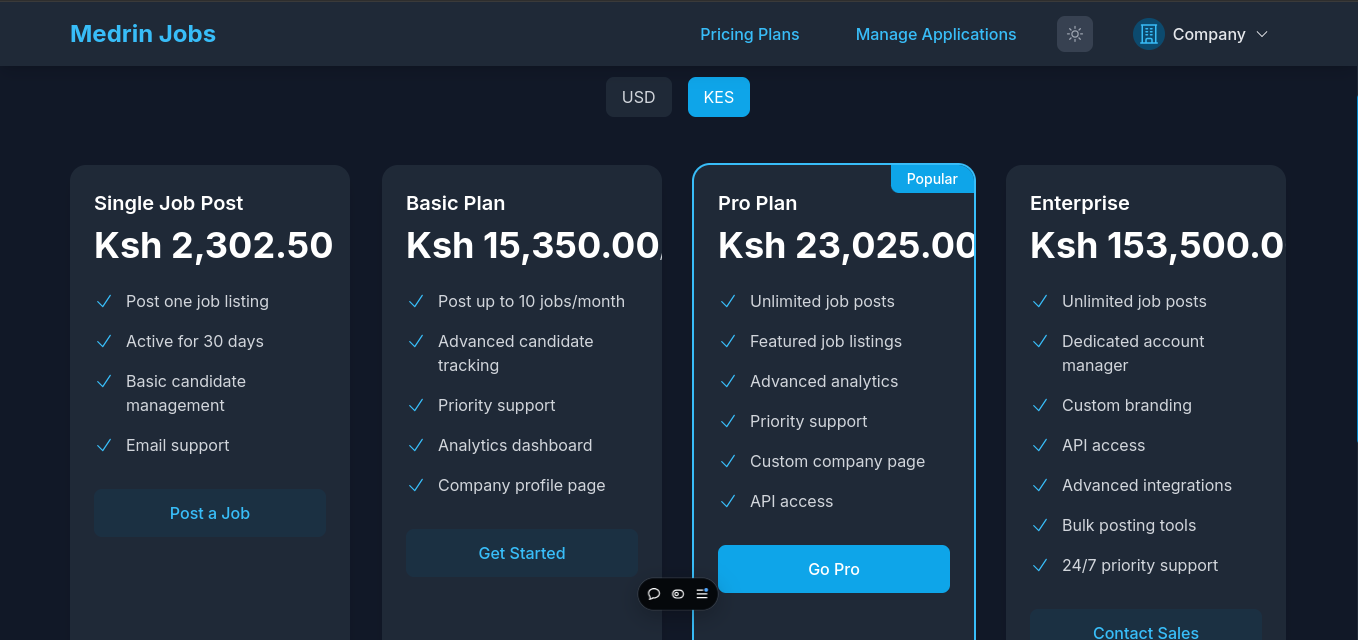 Medrin Jobs
Pricing Plans
Manage Applications
Company
USD
KES
Single Job Post
Ksh 2,302.50
Post one job listing
Active for 30 days
Basic candidate
management
Email support
Post a Job
Basic Plan
Ksh 15,350.00
Post up to 10 jobs/month
Advanced candidate
tracking
Priority support
Analytics dashboard
Company profile page
Get Started
Popular
Pro Plan
Ksh 23,025.00
Unlimited job posts
Featured job listings
Advanced analytics
Priority support
Custom company page
API access
Go Pro
Enterprise
Ksh 153,500.0
Unlimited job posts
Dedicated account
manager
Custom branding
API access
Advanced integrations
Bulk posting tools
24/7 priority support
Contact Sales